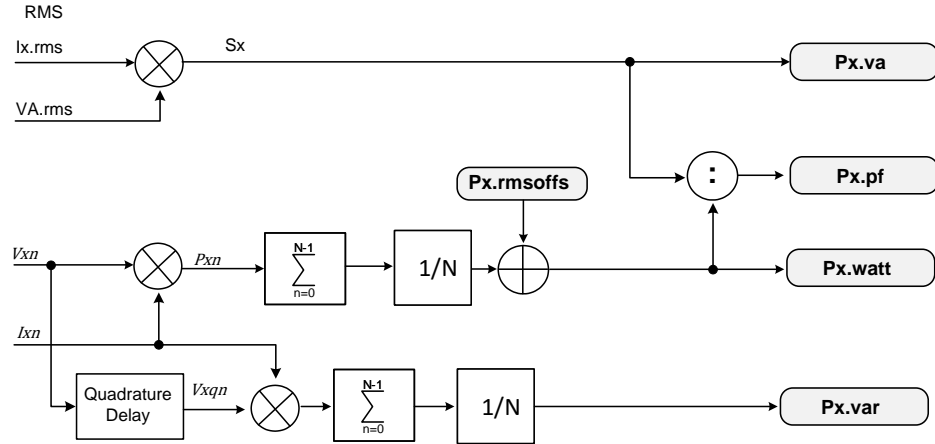 RMS
Ix.rms
Sx
Px.va
VA.rms
Px.rmsoffs
:
Px.pf
Vxn
Pxn
N-1
∑
n=0
1/N
Px.watt
Ixn
Quadrature
Delay
Vxqn
N-1
∑
n=0
1/N
Px.var